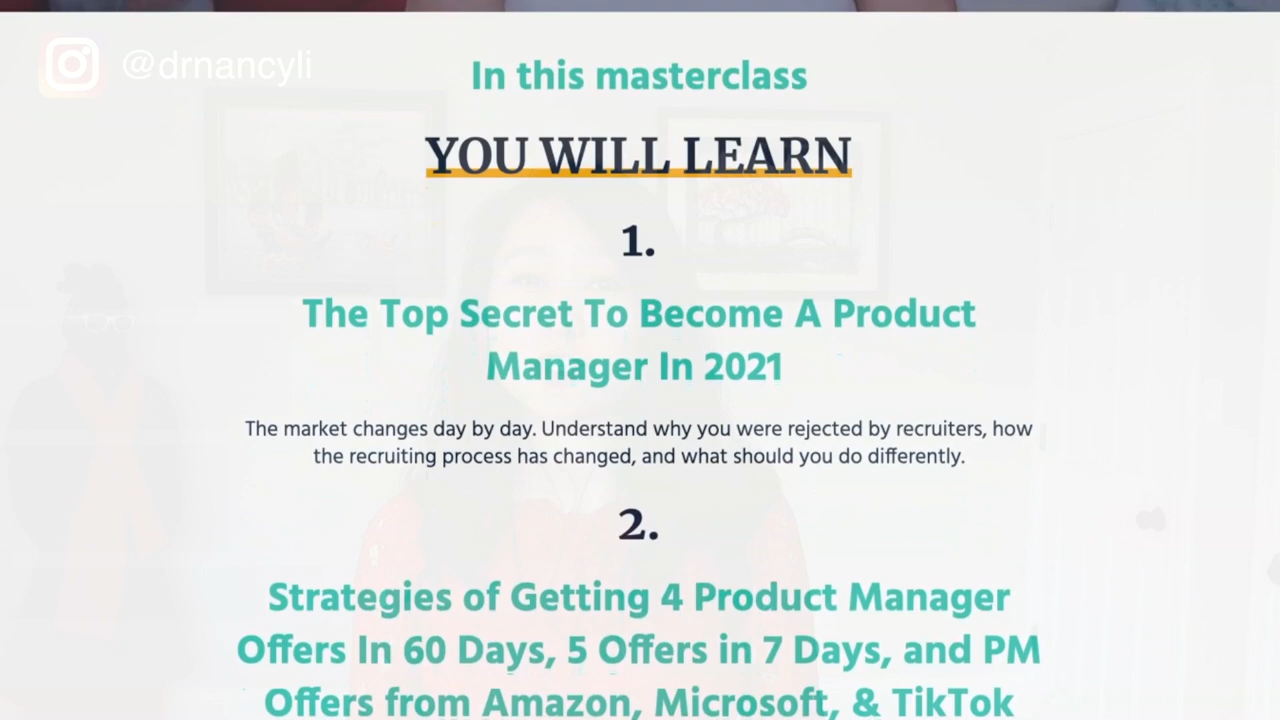 @drnancyli
In this masterclass
YOU WILL LEARN
1.
The Top Secret To Become A Product
Manager In 2021
The market changes day by day. Understand why you were rejected by recruiters, how
the recruiting process has changed, and what should you do differently.
2.
Strategies of Getting 4 Product Manager
Offers In 60 Days, 5 Offers in 7 Days, and PM
Offers from Amazon, Microsoft, & TikTok